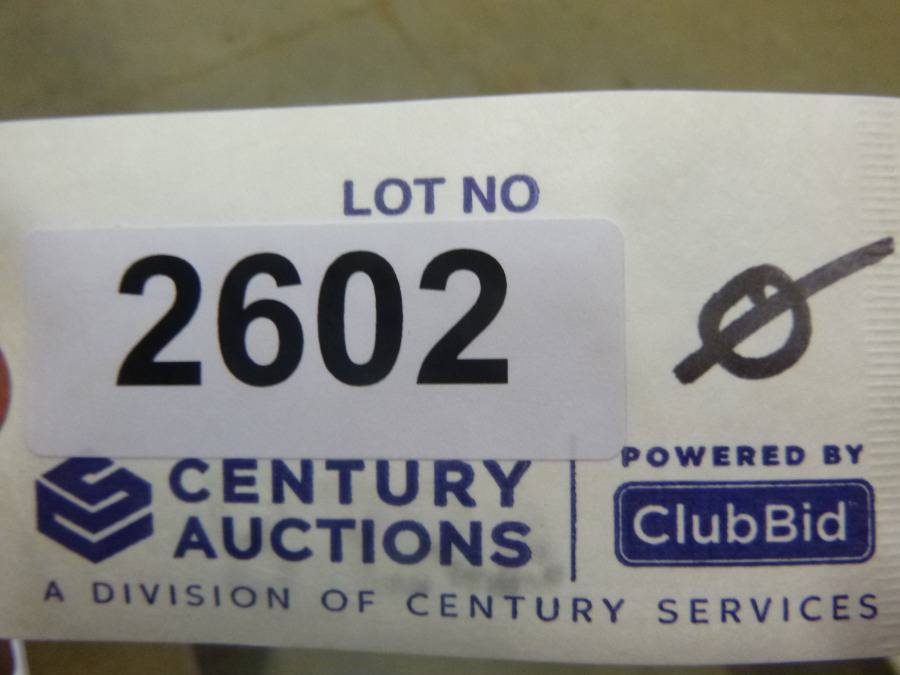 LOT NO
2602
Ø
CENTURY
AUCTIONS
POWERED BY
ClubBid
A DIVISION OF CENTURY SERVICES